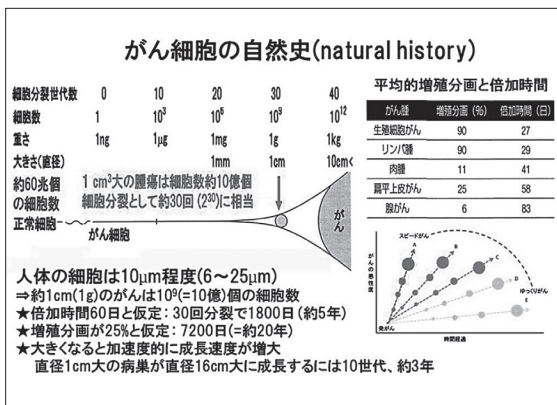 がん細胞の自然史(natural history)
細胞分裂世代数 0 10 20 30 40
細胞数 1 10³ 10⁶ 10⁹ 10¹²
重さ 1ng 1μg 1mg 1g 1kg
大きさ(直径) 1mm 1cm 10cm<
約60兆個
の細胞数
正常細胞
1 cm³大の腫瘍は細胞数約10億個
細胞分裂として約30回 (2³⁰)に相当
がん細胞
がん
平均的増殖分画と倍加時間
がん腫 増殖分画 (%) 倍加時間 (日)
生殖細胞がん 90 27
リンパ腫 90 29
肉腫 11 41
扁平上皮がん 25 58
腺がん 6 83
がんの悪性度
スピードがん
A
B
C
D
E
ゆっくりがん
発がん
時間経過
人体の細胞は10μm程度(6～25μm)
⇒約1cm(1g)のがんは10⁹(=10億)個の細胞数
★倍加時間60日と仮定：30回分裂で1800日(約5年)
★増殖分画が25%と仮定：7200日(=約20年)
★大きくなると加速度的に成長速度が増大
直径1cm大の病巣が直径16cm大に成長するには10世代、約3年